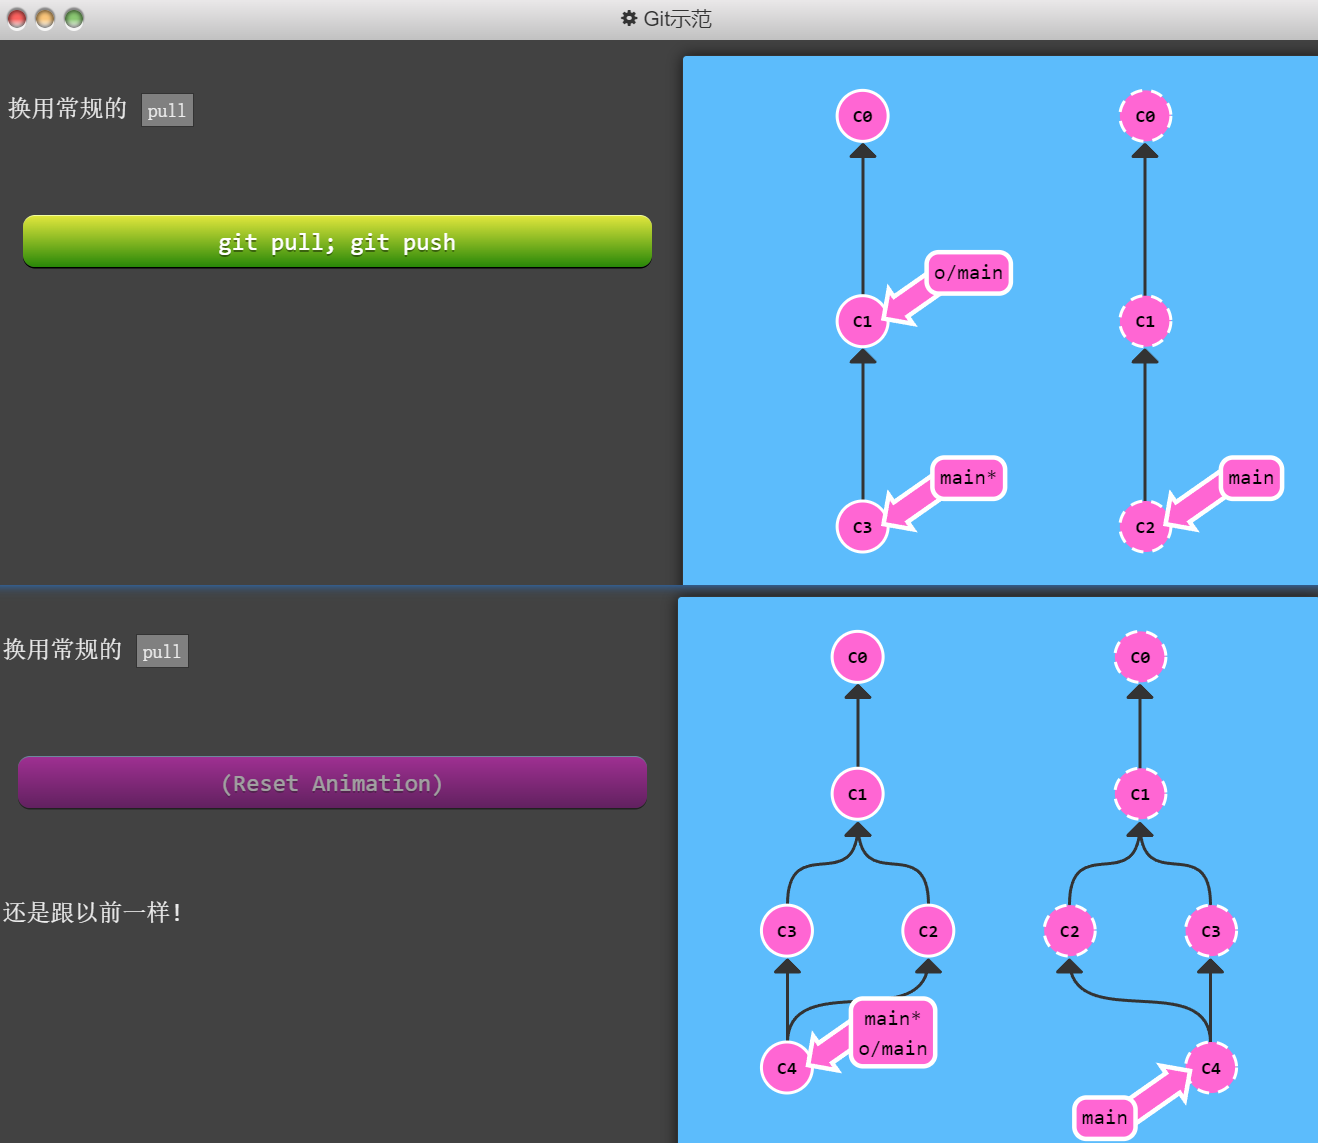 Git示范
换用常规的 pull
git pull; git push
C0
C0
o/main
C1
C1
main*
main
C3
C2
换用常规的 pull
(Reset Animation)
还是跟以前一样!
C0
C0
C1
C1
C3
C2
C2
C3
main*
o/main
C4
C4
main